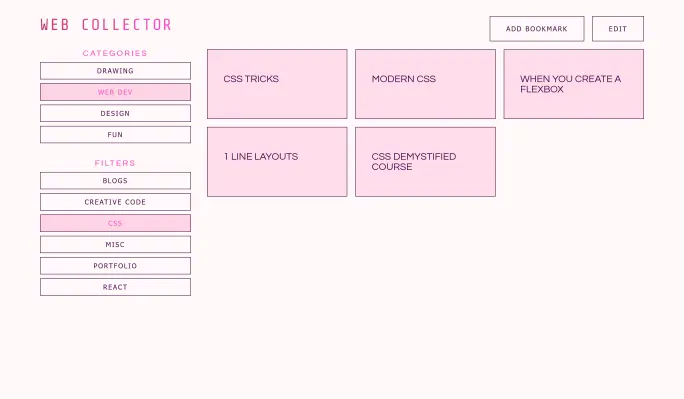 WEB COLLECTOR
ADD BOOKMARK
EDIT
CATEGORIES
DRAWING
WEB DEV
DESIGN
FUN
FILTERS
BLOGS
CREATIVE CODE
CSS
MISC
PORTFOLIO
REACT
CSS TRICKS
MODERN CSS
WHEN YOU CREATE A
FLEXBOX
1 LINE LAYOUTS
CSS DEMYSTIFIED
COURSE